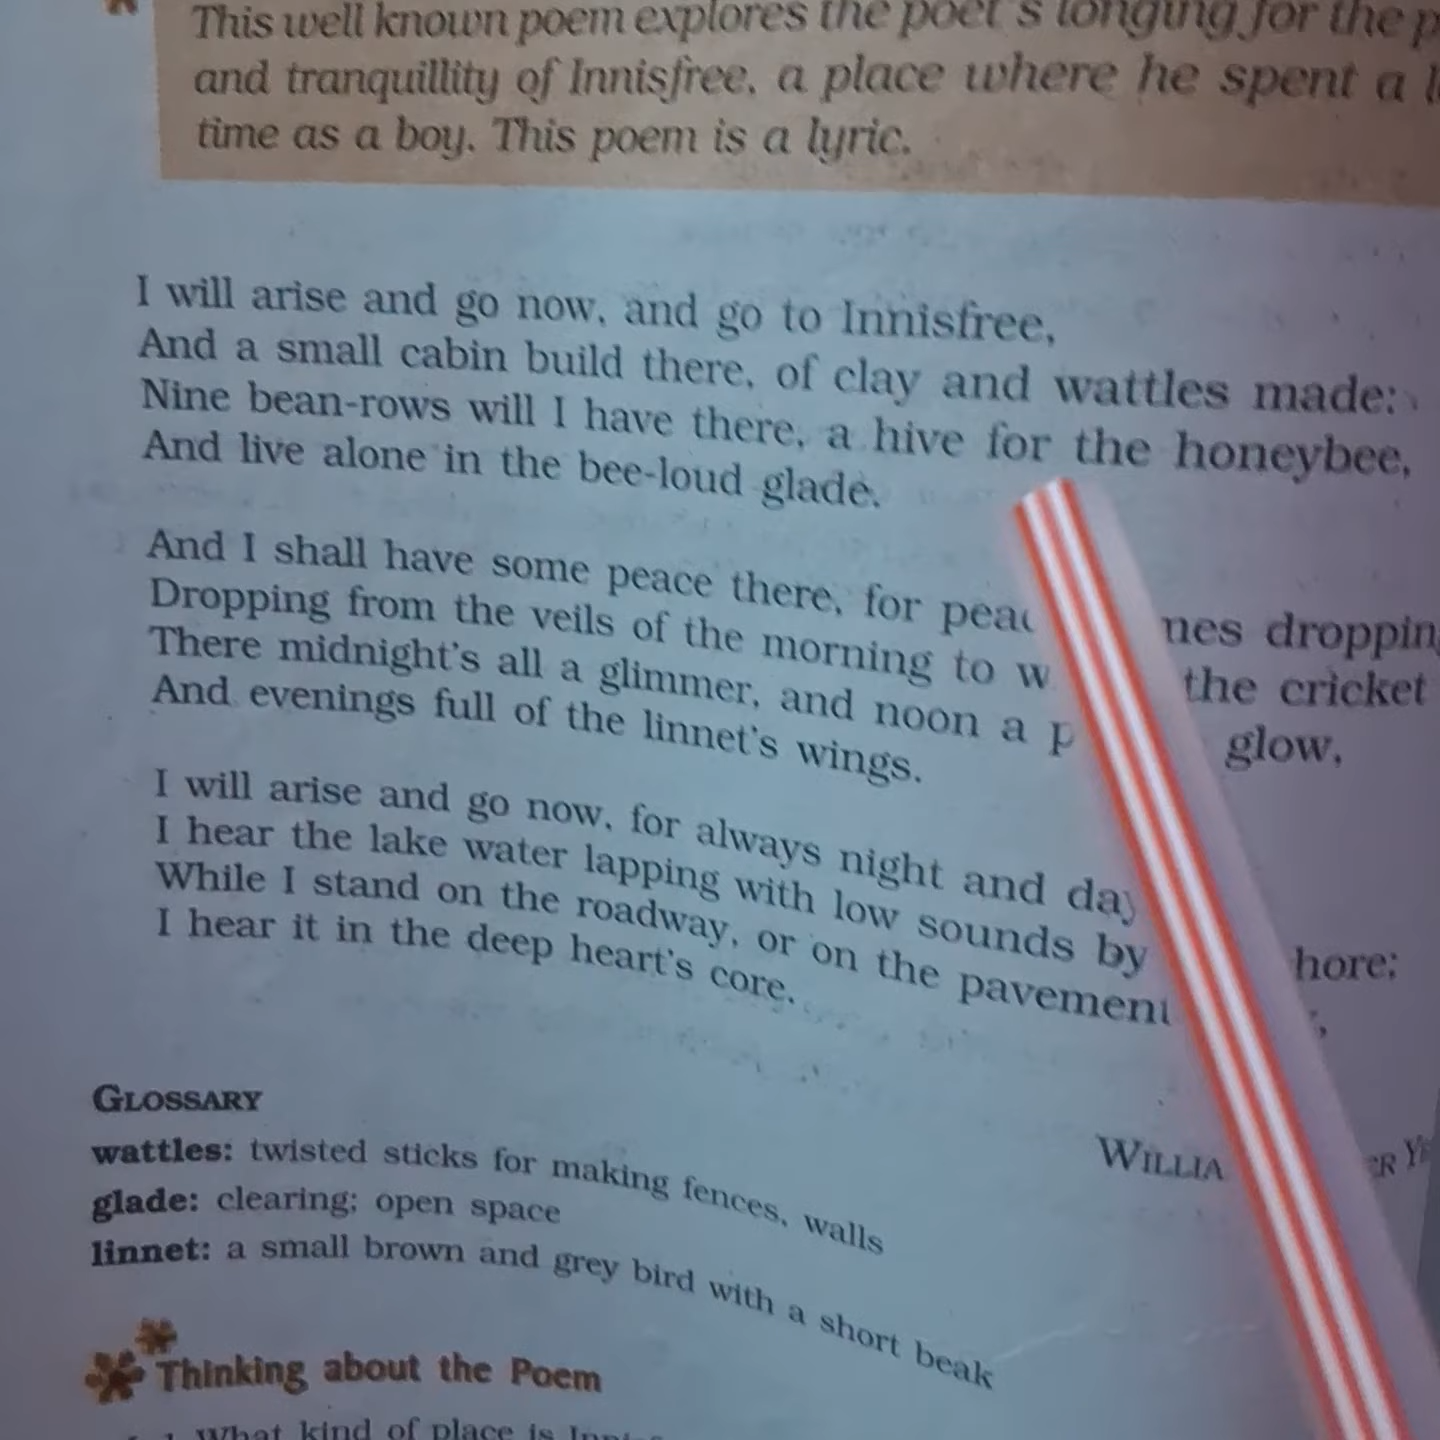 This well known poem explores the poet's longing for the
and tranquillity of Innisfree, a place where he spent a
time as a boy. This poem is a lyric.
I will arise and go now, and go to Innisfree,
And a small cabin build there, of clay and wattles made:
Nine bean-rows will I have there, a hive for the honeybee,
And live alone in the bee-loud glade.
And I shall have some peace there, for droppin
Dropping from the veils of the morning to the cricket
There midnight's all a glimmer, and noon a glow,
And evenings full of the linnet's wings.
I will arise and go now, for always night and day
I hear the lake water lapping with low sounds by hore;
While I stand on the roadway, or on the pavement
I hear it in the deep heart's core.
WILLIA
GLOSSARY
wattles: twisted sticks for making fences, walls
glade: clearing; open space
linnet: a small brown and grey bird with a short beak
Thinking about the Poem
What kind of place is